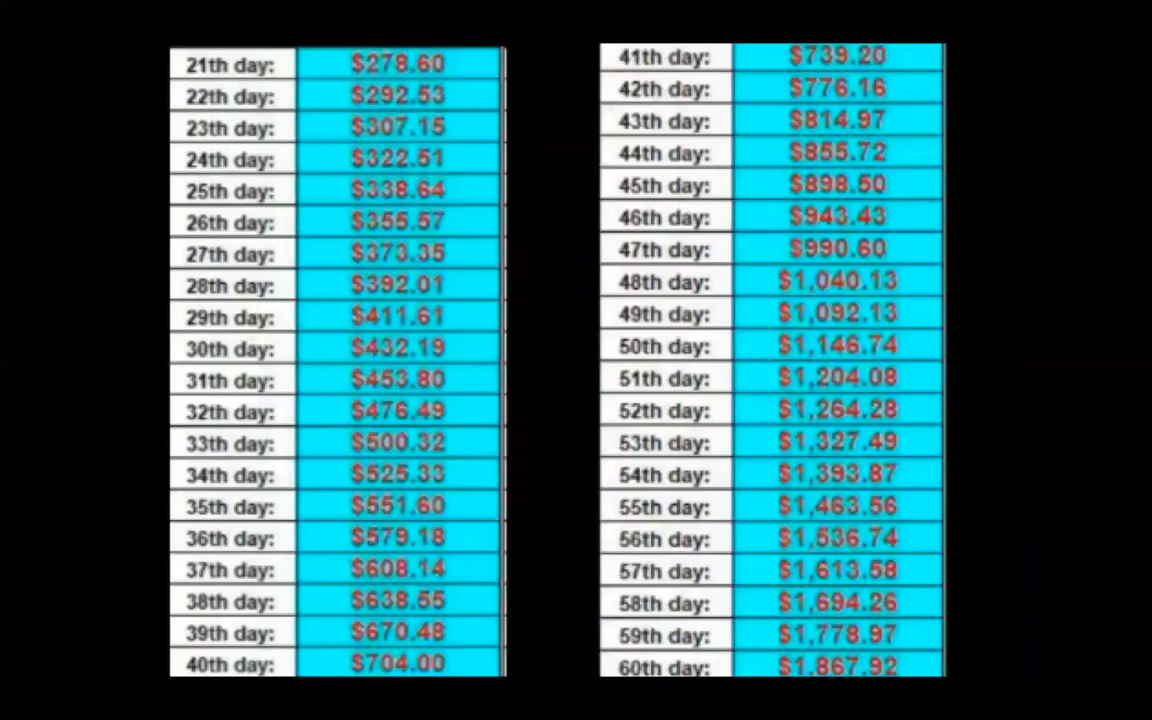 21th day: $278.60
22th day: $292.53
23th day: $307.15
24th day: $322.51
25th day: $338.64
26th day: $355.57
27th day: $373.35
28th day: $392.01
29th day: $411.61
30th day: $432.19
31th day: $453.80
32th day: $476.49
33th day: $500.32
34th day: $525.33
35th day: $551.60
36th day: $579.18
37th day: $608.14
38th day: $638.55
39th day: $670.48
40th day: $704.00
41th day: $739.20
42th day: $776.16
43th day: $814.97
44th day: $855.72
45th day: $898.50
46th day: $943.43
47th day: $990.60
48th day: $1,040.13
49th day: $1,092.13
50th day: $1,146.74
51th day: $1,204.08
52th day: $1,264.28
53th day: $1,327.49
54th day: $1,393.87
55th day: $1,463.56
56th day: $1,536.74
57th day: $1,613.58
58th day: $1,694.26
59th day: $1,778.97
60th day: $1,867.92